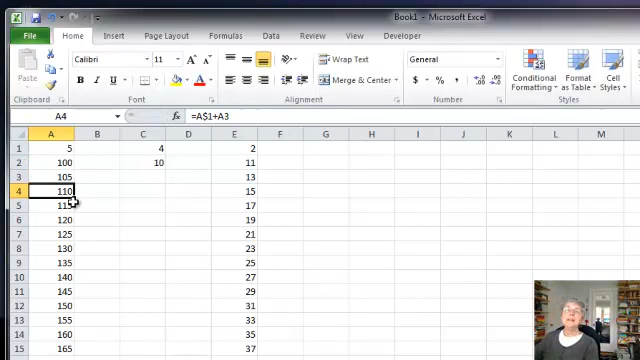 Book1 - Microsoft Excel
File Home Insert Page Layout Formulas Data Review View
Calibri 11 Wrap Text General
Paste B I U A Merge & Center $ % , .0 .00 Conditional Formatting Format as Table Cell Styles
Clipboard Font Alignment Number Styles
A4 fx =A$1+A3
A B C D E F G H I J K L M
1 5 4 2
2 100 10 11
3 105 13
4 110 15
5 115 17
6 120 19
7 125 21
8 130 23
9 135 25
10 140 27
11 145 29
12 150 31
13 155 33
14 160 35
15 165 37